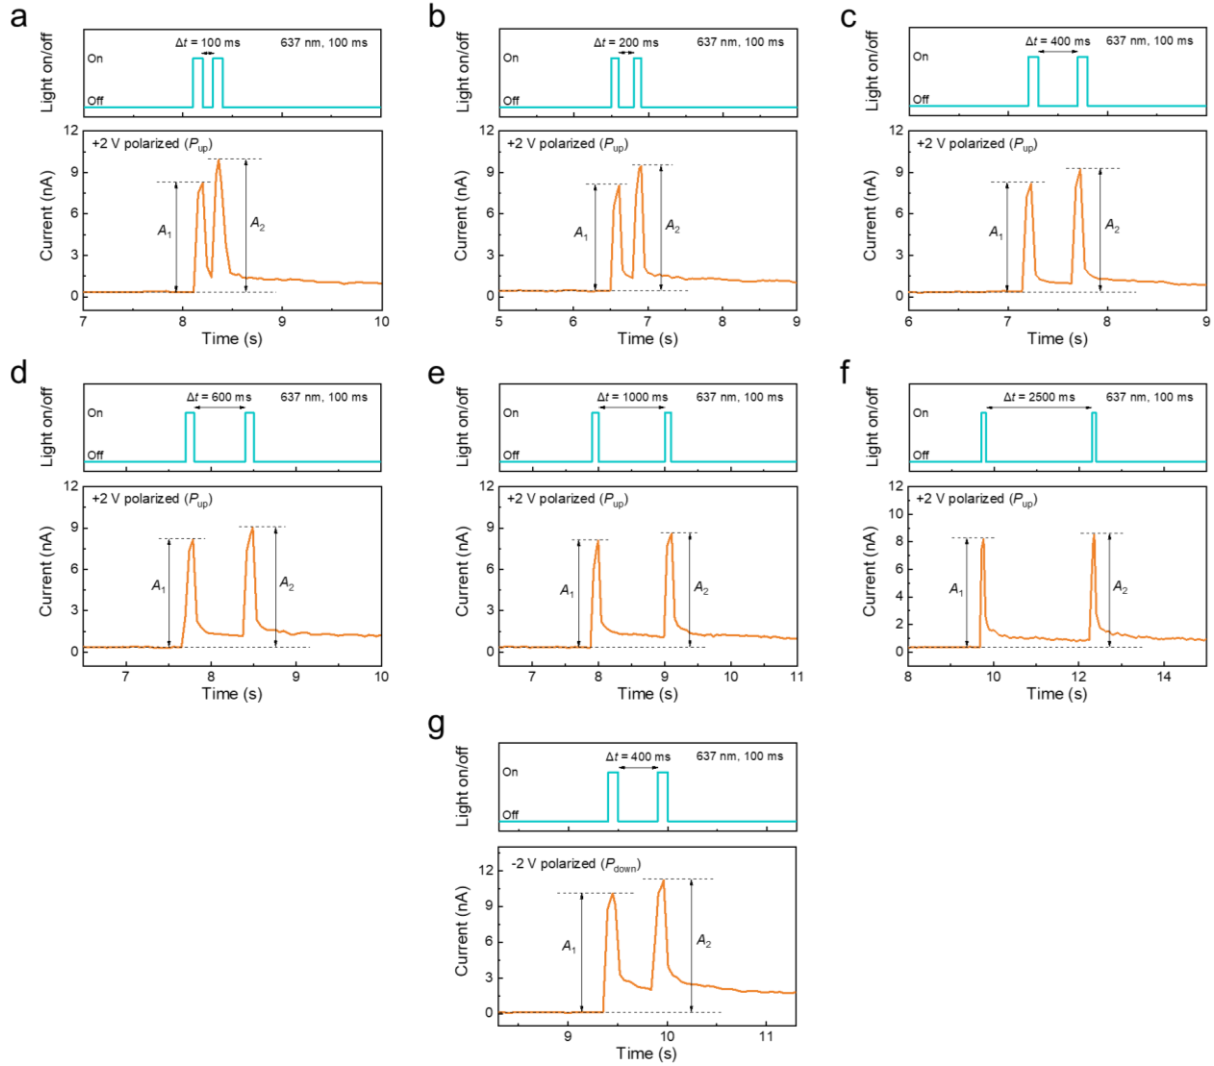 a
Δt = 100 ms
637 nm, 100 ms
Light on/off
On
Off
+2 V polarized (Pup)
Current (nA)
12
9
6
3
0
A1
A2
7
8
9
10
Time (s)
b
Δt = 200 ms
637 nm, 100 ms
Light on/off
On
Off
+2 V polarized (Pup)
Current (nA)
12
9
6
3
0
A1
A2
5
6
7
8
9
Time (s)
c
Δt = 400 ms
637 nm, 100 ms
Light on/off
On
Off
+2 V polarized (Pup)
Current (nA)
12
9
6
3
0
A1
A2
6
7
8
9
Time (s)
d
Δt = 600 ms
637 nm, 100 ms
Light on/off
On
Off
+2 V polarized (Pup)
Current (nA)
12
9
6
3
0
A1
A2
7
8
9
10
Time (s)
e
Δt = 1000 ms
637 nm, 100 ms
Light on/off
On
Off
+2 V polarized (Pup)
Current (nA)
12
9
6
3
0
A1
A2
7
8
9
10
11
Time (s)
f
Δt = 2500 ms
637 nm, 100 ms
Light on/off
On
Off
+2 V polarized (Pup)
Current (nA)
12
10
8
6
4
2
0
A1
A2
8
10
12
14
Time (s)
g
Δt = 400 ms
637 nm, 100 ms
Light on/off
On
Off
-2 V polarized (Pdown)
Current (nA)
12
9
6
3
0
A1
A2
9
10
11
Time (s)